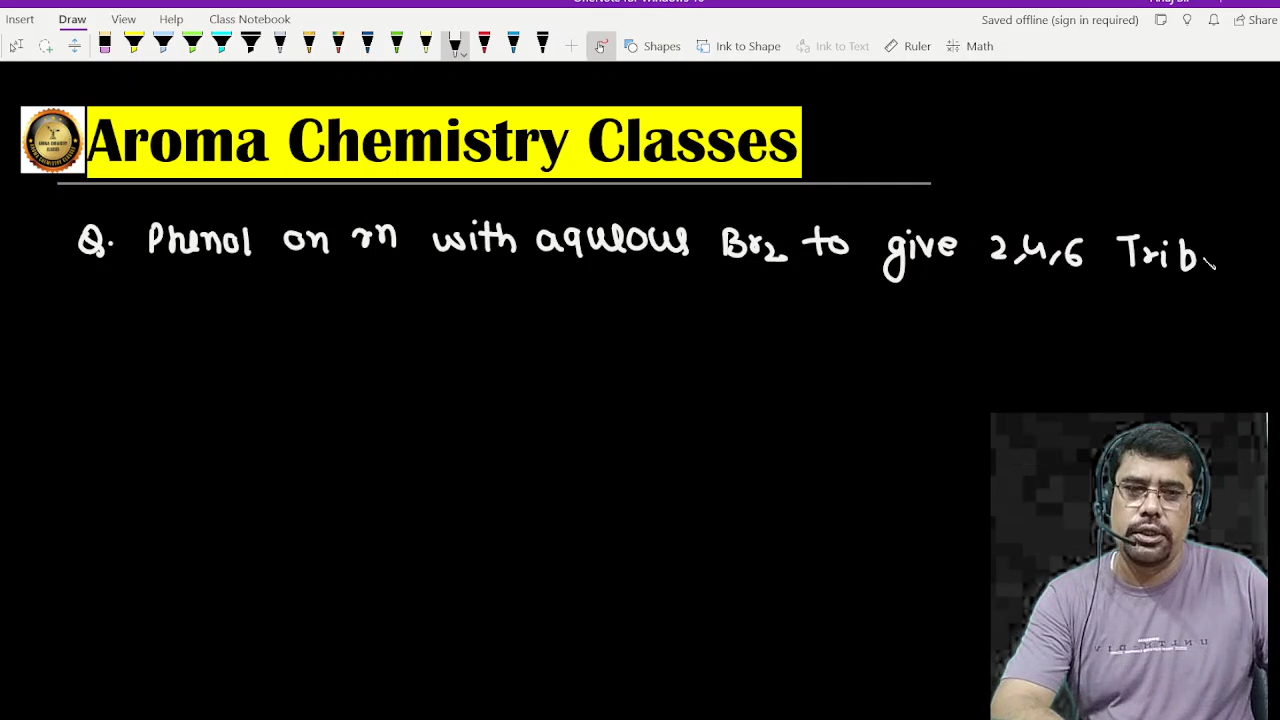 Insert Draw View Help Class Notebook
Saved offline (sign in required) Share
Shapes Ink to Shape Ink to Text Ruler Math
Aroma Chemistry Classes
Q. Phenol on rxn with aqueous Br2 to give 2,4,6 Trib